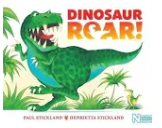 DINOSAUR
ROAR!
PAUL STICKLAND HENRIETTA STICKLAND